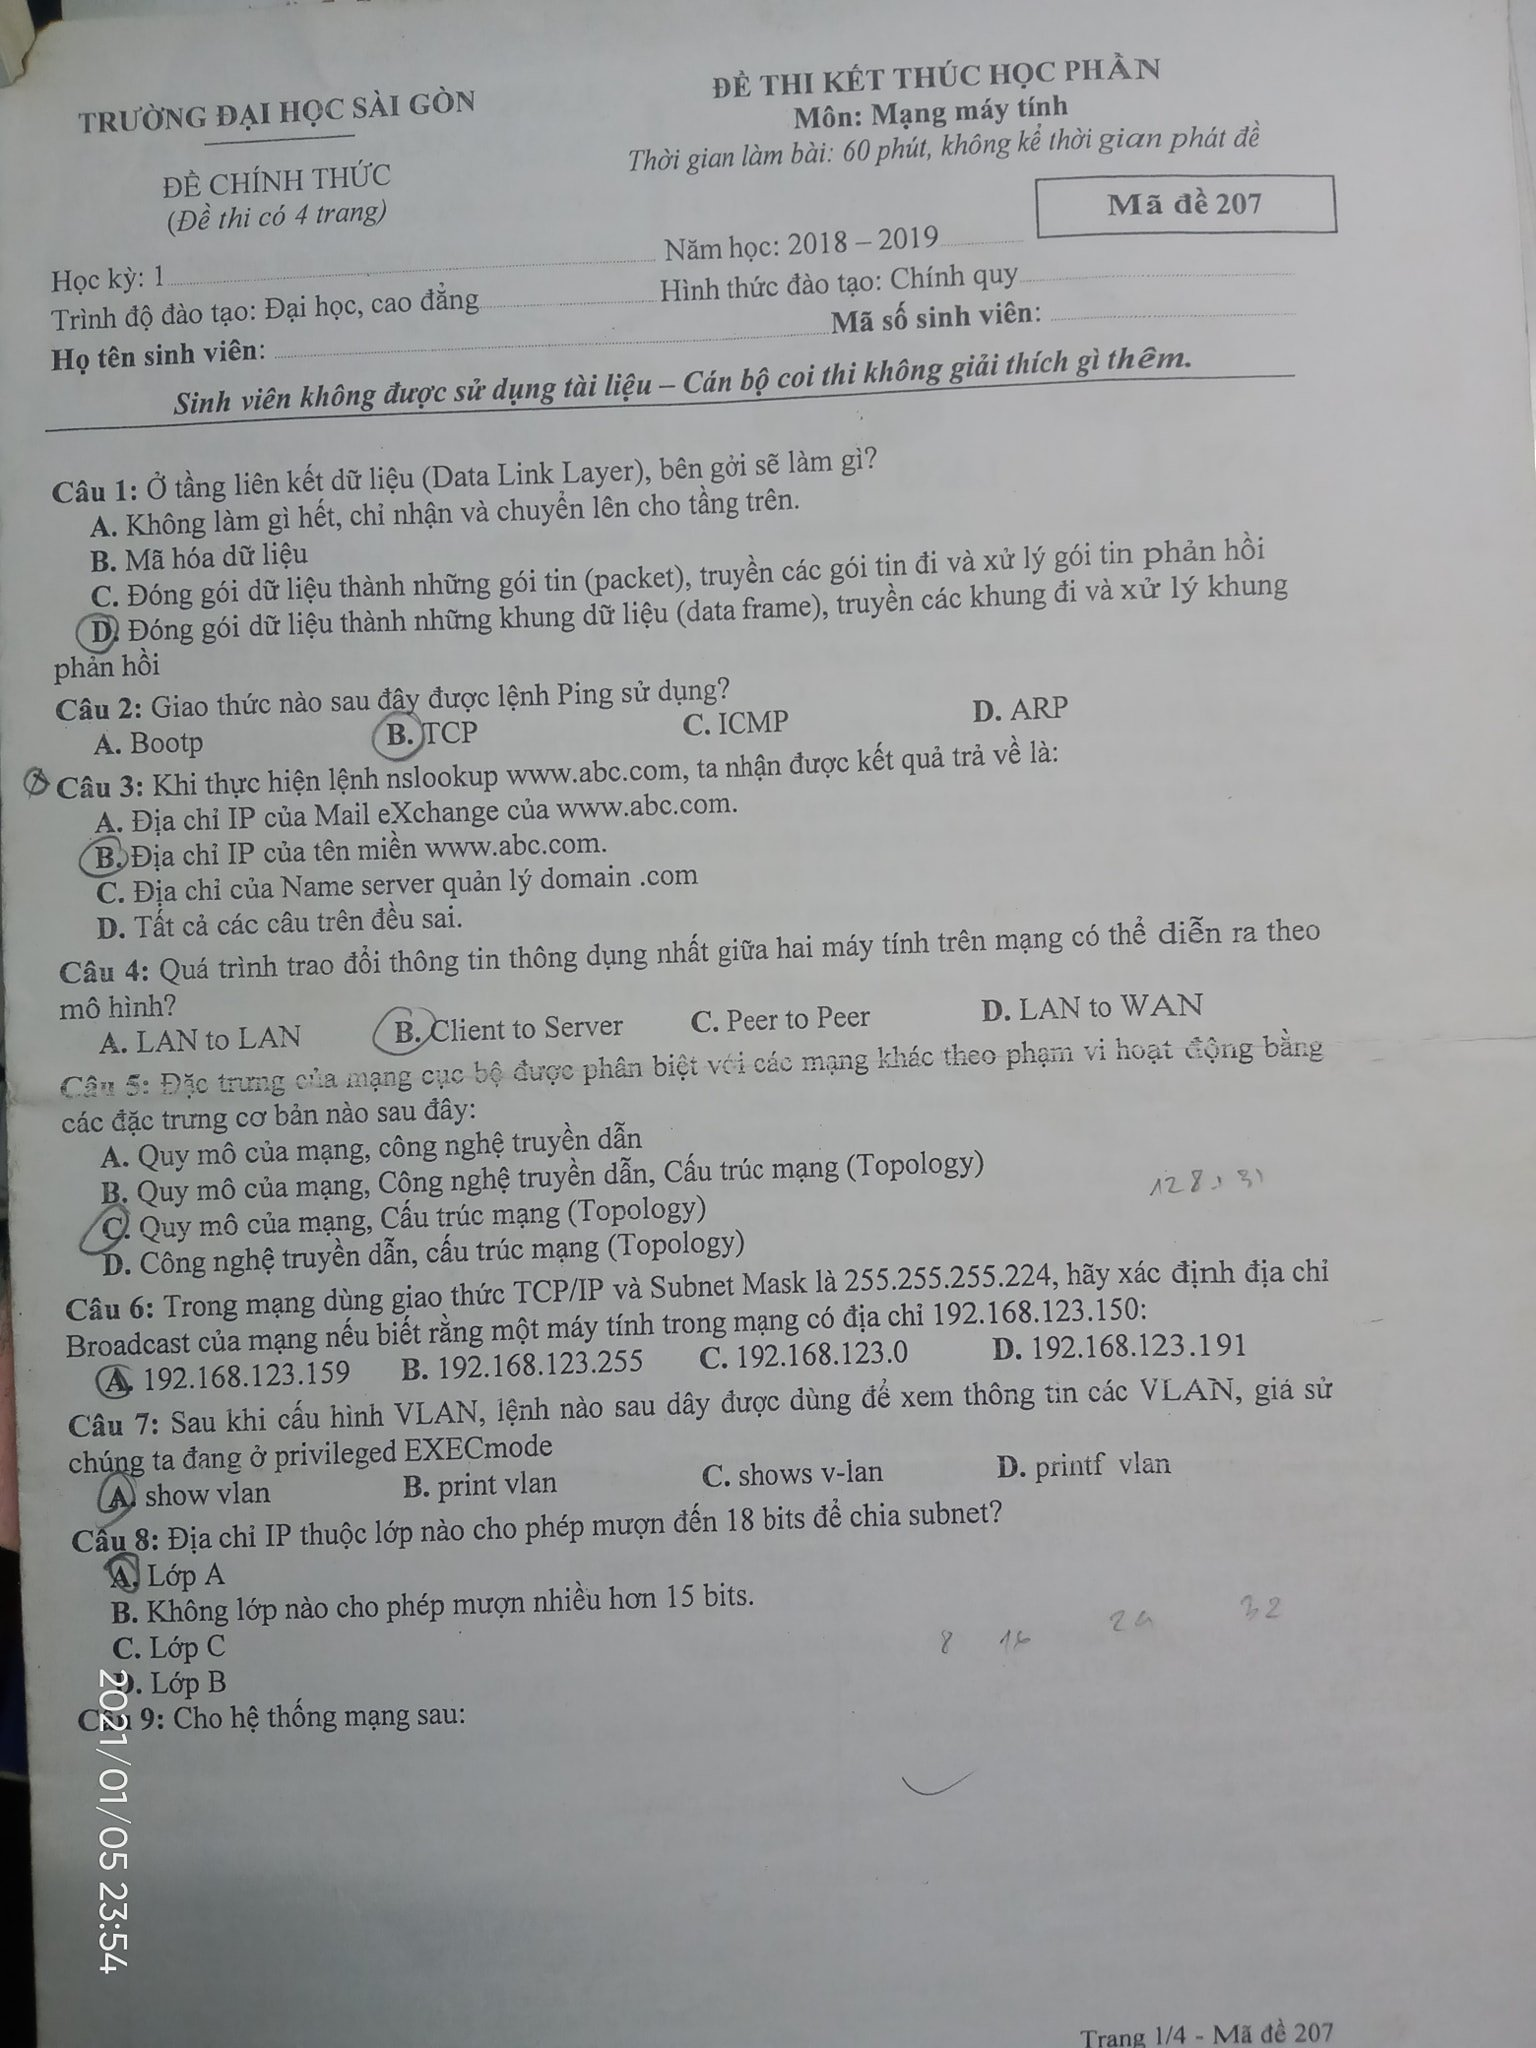 TRƯỜNG ĐẠI HỌC SÀI GÒN
ĐỀ CHÍNH THỨC
(Đề thi có 4 trang)
ĐỀ THI KẾT THÚC HỌC PHẦN
Môn: Mạng máy tính
Thời gian làm bài: 60 phút, không kể thời gian phát đề
Mã đề 207
Học kỳ: 1 Năm học: 2018 – 2019
Trình độ đào tạo: Đại học, cao đẳng Hình thức đào tạo: Chính quy
Họ tên sinh viên: Mã số sinh viên:
Sinh viên không được sử dụng tài liệu – Cán bộ coi thi không giải thích gì thêm.
Câu 1: Ở tầng liên kết dữ liệu (Data Link Layer), bên gởi sẽ làm gì?
A. Không làm gì hết, chỉ nhận và chuyển lên cho tầng trên.
B. Mã hóa dữ liệu
C. Đóng gói dữ liệu thành những gói tin (packet), truyền các gói tin đi và xử lý gói tin phản hồi
D. Đóng gói dữ liệu thành những khung dữ liệu (data frame), truyền các khung đi và xử lý khung
phản hồi
Câu 2: Giao thức nào sau đây được lệnh Ping sử dụng?
A. Bootp B. TCP C. ICMP D. ARP
Câu 3: Khi thực hiện lệnh nslookup www.abc.com, ta nhận được kết quả trả về là:
A. Địa chỉ IP của Mail eXchange của www.abc.com.
B. Địa chỉ IP của tên miền www.abc.com.
C. Địa chỉ của Name server quản lý domain .com
D. Tất cả các câu trên đều sai.
Câu 4: Quá trình trao đổi thông tin thông dụng nhất giữa hai máy tính trên mạng có thể diễn ra theo
mô hình?
A. LAN to LAN B. Client to Server C. Peer to Peer D. LAN to WAN
Câu 5: Đặc trưng của mạng cục bộ được phân biệt với các mạng khác theo phạm vi hoạt động bằng
các đặc trưng cơ bản nào sau đây:
A. Quy mô của mạng, công nghệ truyền dẫn
B. Quy mô của mạng, Công nghệ truyền dẫn, Cấu trúc mạng (Topology)
C. Quy mô của mạng, Cấu trúc mạng (Topology)
D. Công nghệ truyền dẫn, cấu trúc mạng (Topology)
Câu 6: Trong mạng dùng giao thức TCP/IP và Subnet Mask là 255.255.255.224, hãy xác định địa chỉ
Broadcast của mạng nếu biết rằng một máy tính trong mạng có địa chỉ 192.168.123.150:
A. 192.168.123.159 B. 192.168.123.255 C. 192.168.123.0 D. 192.168.123.191
Câu 7: Sau khi cấu hình VLAN, lệnh nào sau dây được dùng để xem thông tin các VLAN, giả sử
chúng ta đang ở privileged EXECmode
A. show vlan B. print vlan C. shows v-lan D. printf vlan
Câu 8: Địa chỉ IP thuộc lớp nào cho phép mượn đến 18 bits để chia subnet?
A. Lớp A
B. Không lớp nào cho phép mượn nhiều hơn 15 bits.
C. Lớp C
D. Lớp B
8 16 24 32
Câu 9: Cho hệ thống mạng sau:
2021/01/05 23:54
Trang 1/4 - Mã đề 207